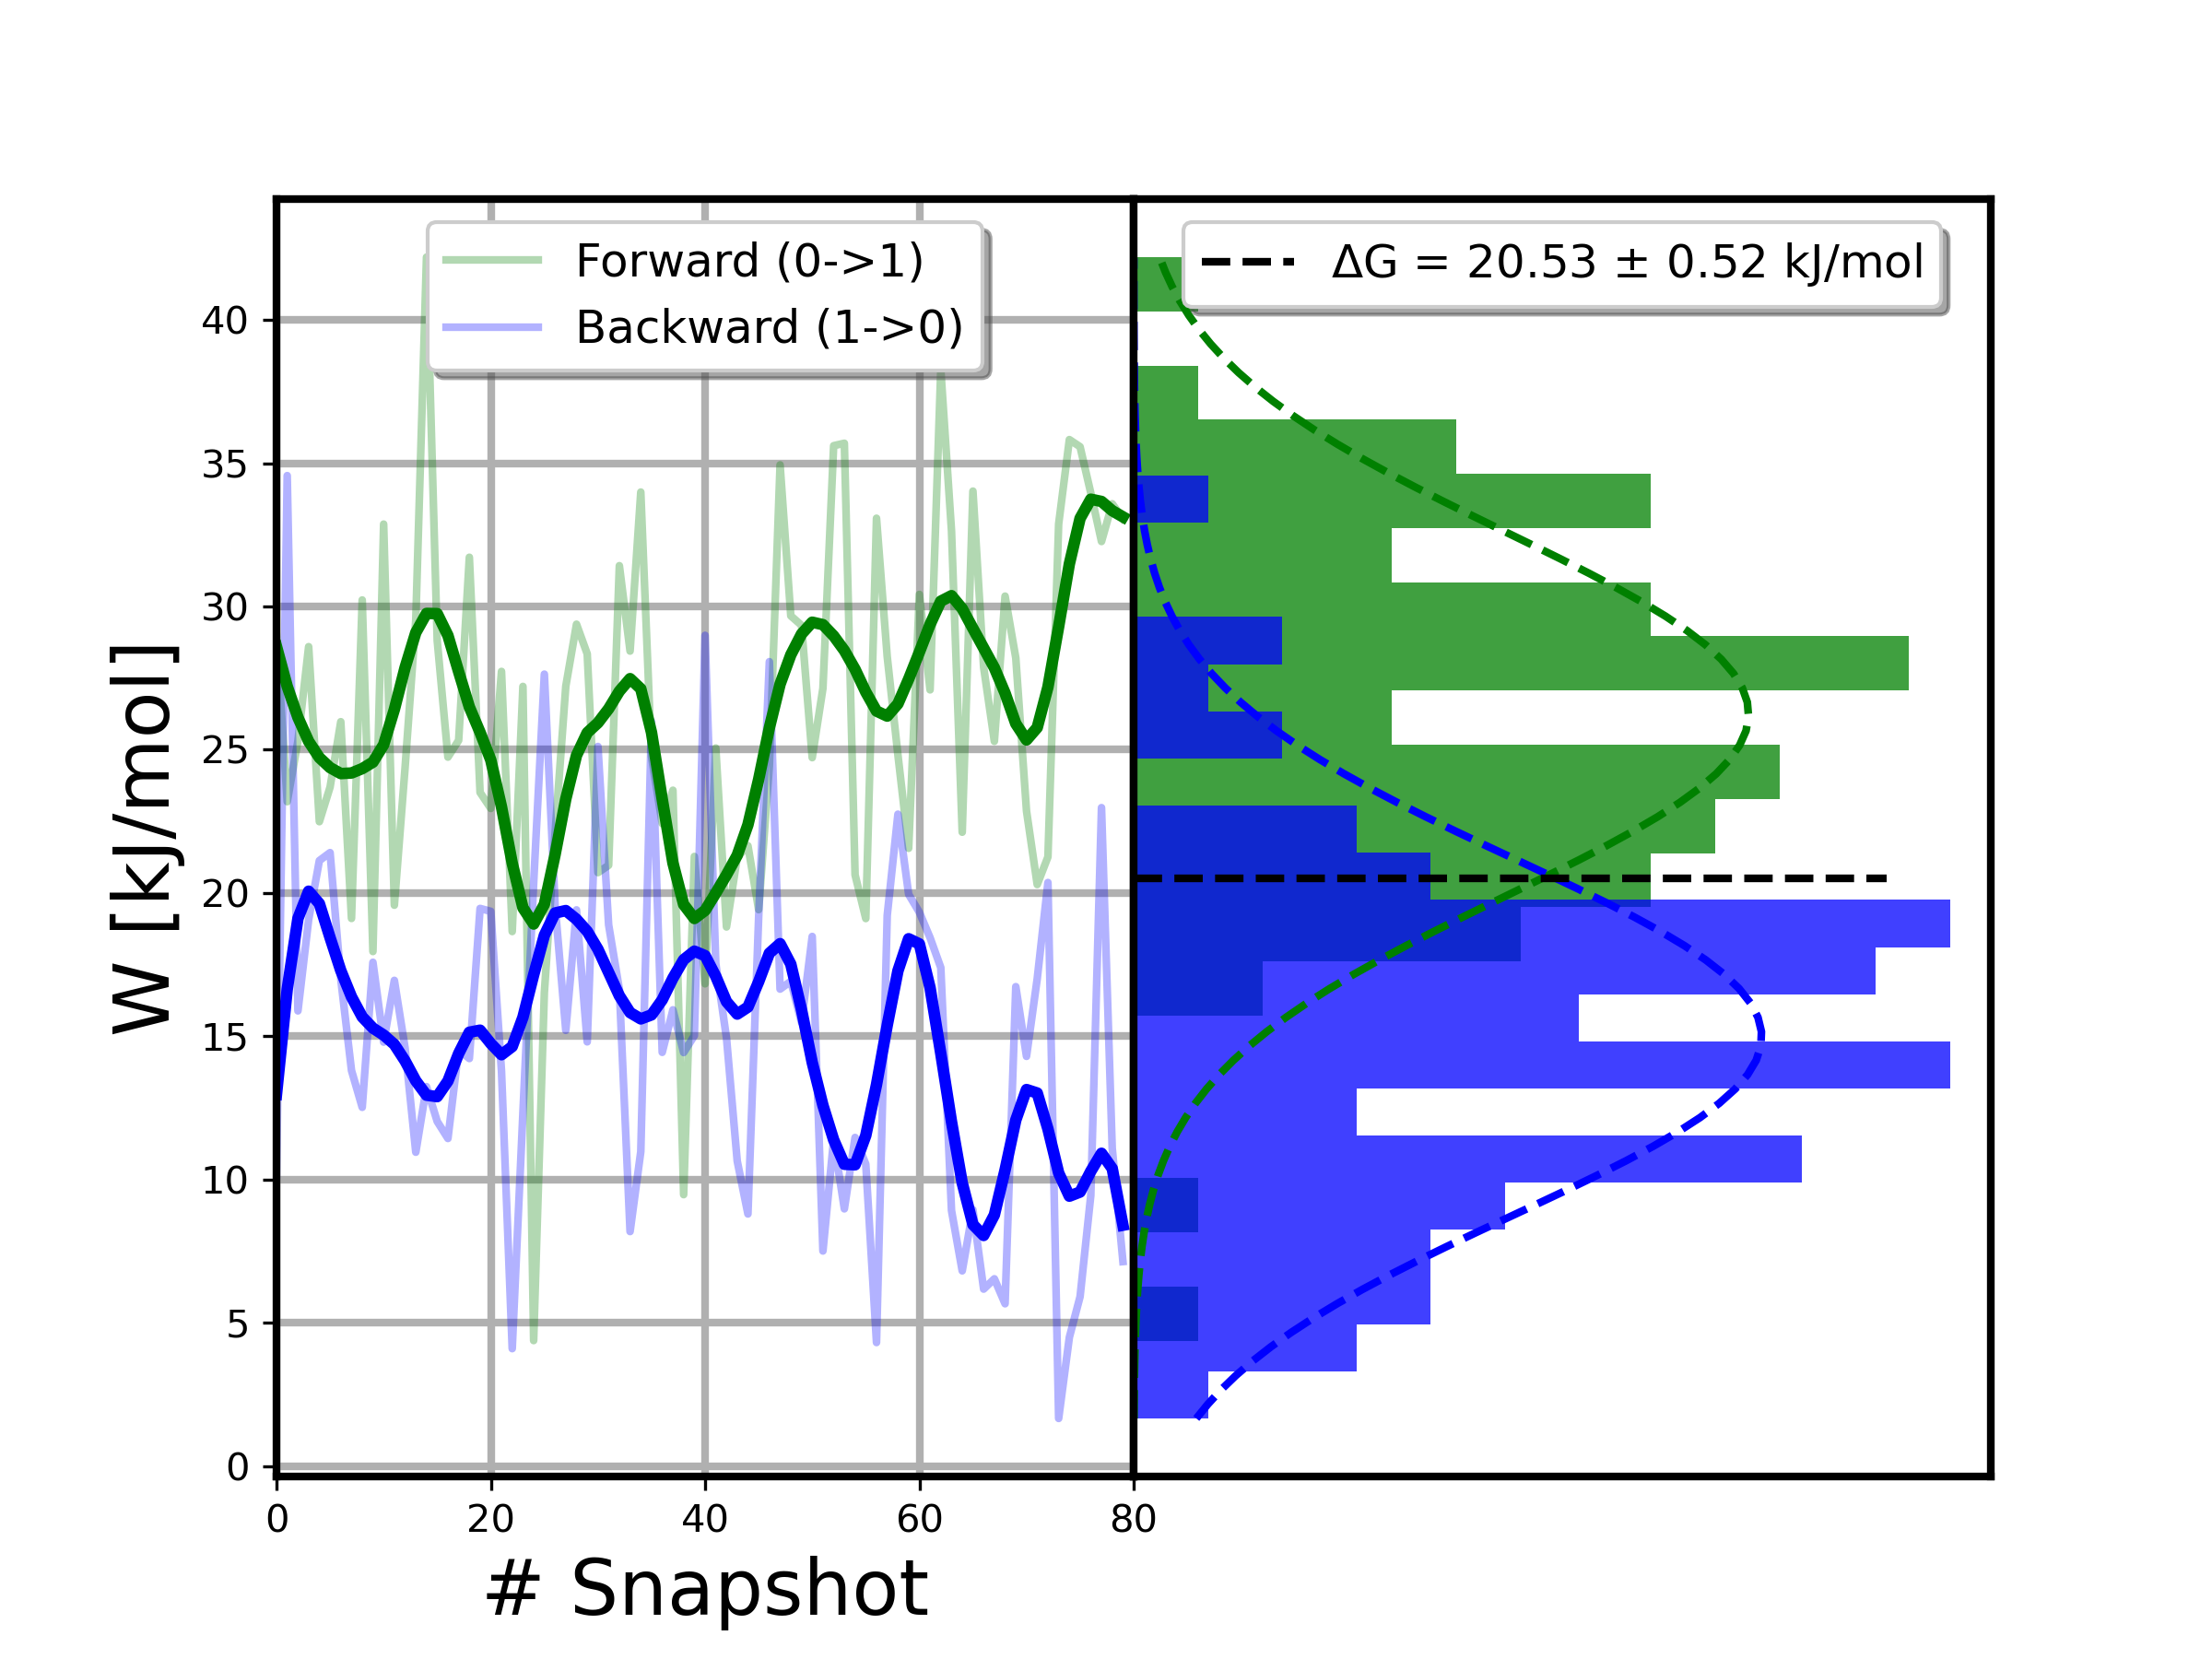 Forward (0->1)
Backward (1->0)
ΔG = 20.53 ± 0.52 kJ/mol
W [kJ/mol]
40
35
30
25
20
15
10
5
0
0 20 40 60 80
# Snapshot